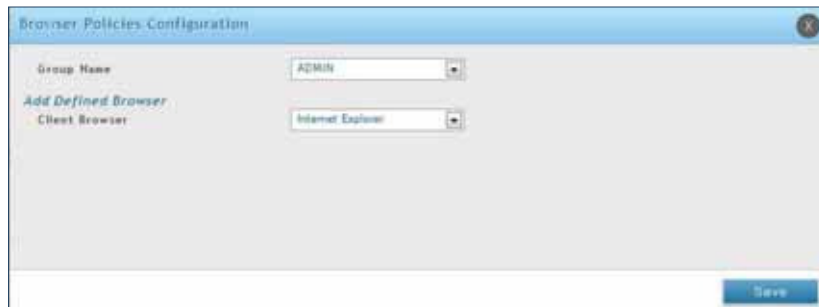 Browser Policies Configuration
X
Group Name
ADMIN
Add Defined Browser
Client Browser
Internet Explorer
Save